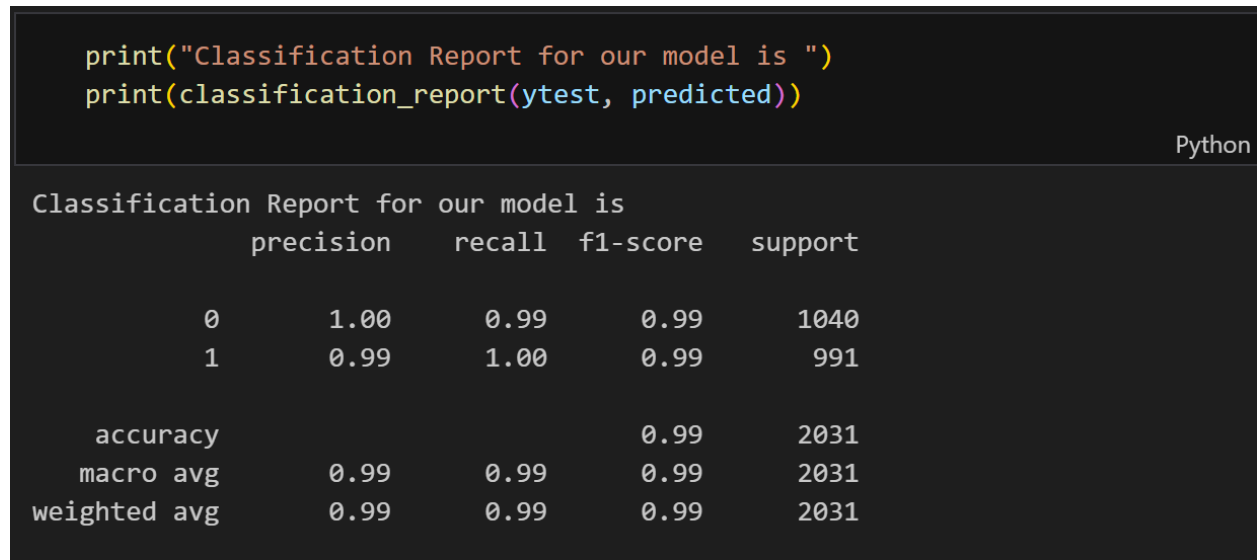 print("Classification Report for our model is ")
print(classification_report(ytest, predicted))
Python
Classification Report for our model is
precision recall f1-score support
0 1.00 0.99 0.99 1040
1 0.99 1.00 0.99 991
accuracy 0.99 2031
macro avg 0.99 0.99 0.99 2031
weighted avg 0.99 0.99 0.99 2031